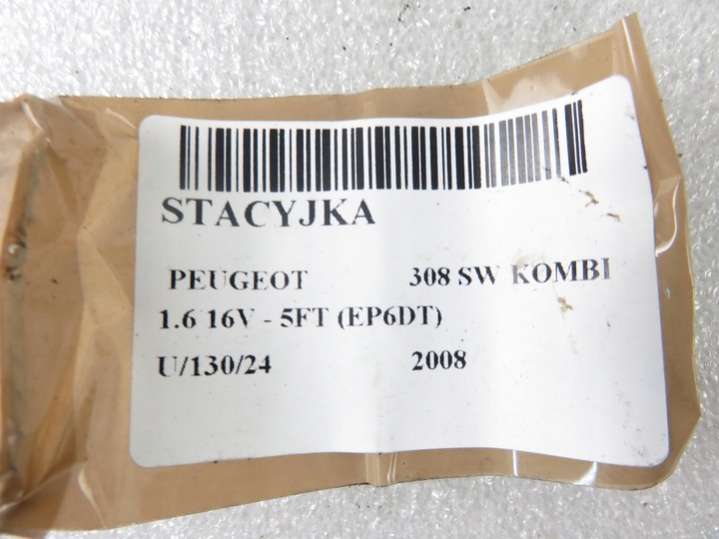 STACYJKA
PEUGEOT 308 SW KOMBI
1.6 16V - 5FT (EP6DT)
U/130/24 2008